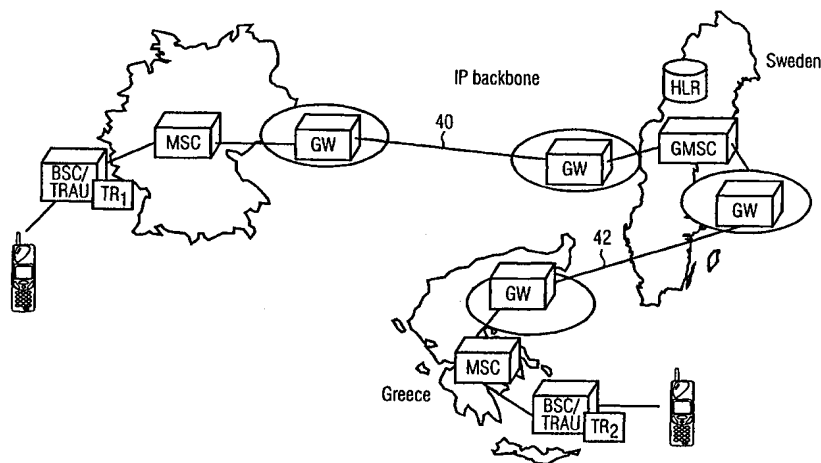 IP backbone
Sweden
HLR
MSC
GW
40
GW
GMSC
BSC/
TRAU
TR1
GW
42
GW
MSC
Greece
BSC/
TRAU
TR2